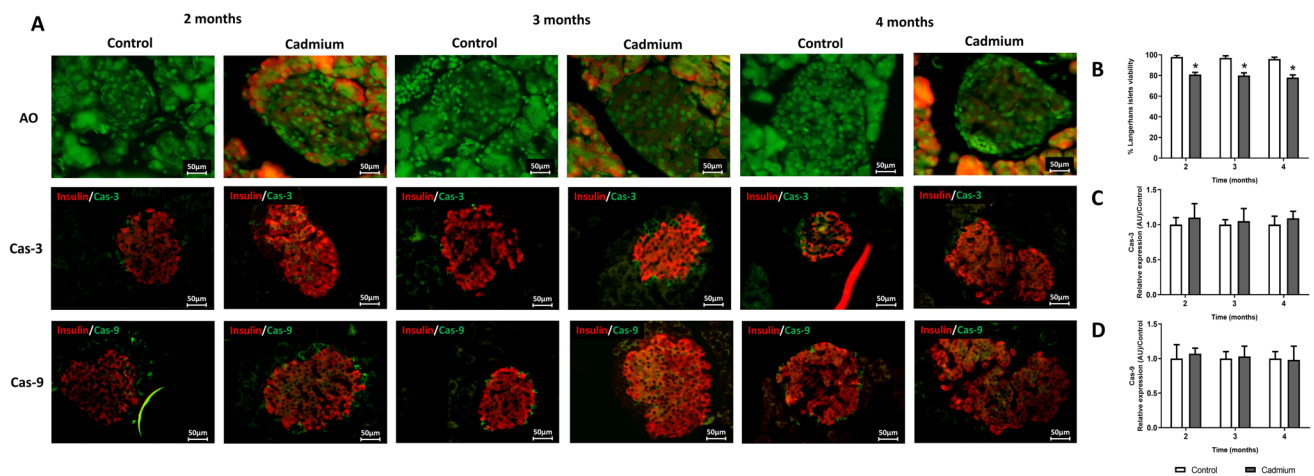 A
2 months
3 months
4 months
Control
Cadmium
Control
Cadmium
Control
Cadmium
AO
50µm
50µm
50µm
50µm
50µm
50µm
Cas-3
Insulin/Cas-3
Insulin/Cas-3
Insulin/Cas-3
Insulin/Cas-3
Insulin/Cas-3
Insulin/Cas-3
50µm
50µm
50µm
50µm
50µm
50µm
Cas-9
Insulin/Cas-9
Insulin/Cas-9
Insulin/Cas-9
Insulin/Cas-9
Insulin/Cas-9
Insulin/Cas-9
50µm
50µm
50µm
50µm
50µm
50µm
B
% Langerhans islets viability
100
80
60
40
20
0
* * *
2 3 4
Time (months)
C
Cas-3
Relative expression (AU)/Control
1.5
1.0
0.5
0.0
2 3 4
Time (months)
D
Cas-9
Relative expression (AU)/Control
1.5
1.0
0.5
0.0
2 3 4
Time (months)
Control Cadmium